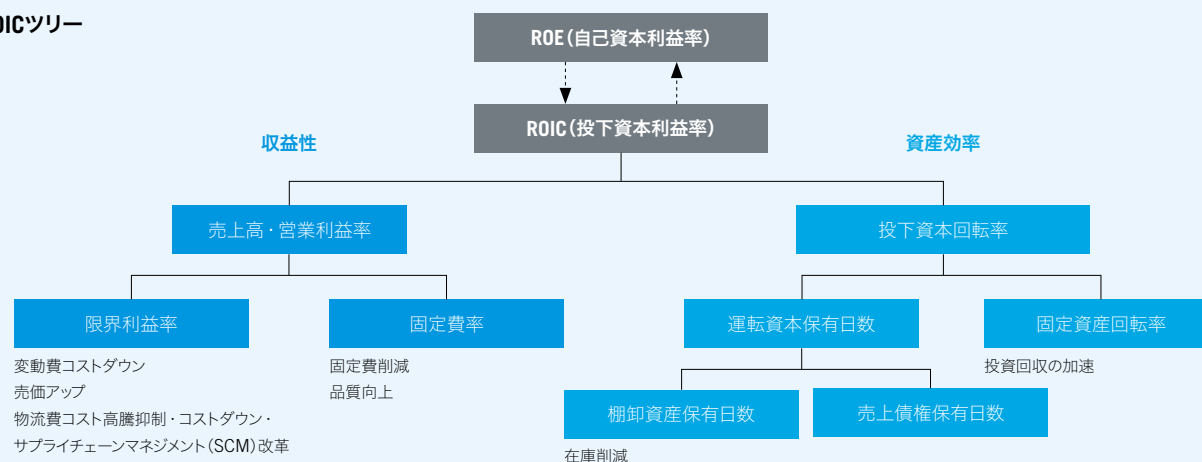 OICツリー
ROE（自己資本利益率）
ROIC（投下資本利益率）
収益性
資産効率
売上高・営業利益率
投下資本回転率
限界利益率
固定費率
運転資本保有日数
固定資産回転率
変動費コストダウン
売価アップ
物流費コスト高騰抑制・コストダウン・
サプライチェーンマネジメント（SCM）改革
固定費削減
品質向上
投資回収の加速
棚卸資産保有日数
売上債権保有日数
在庫削減